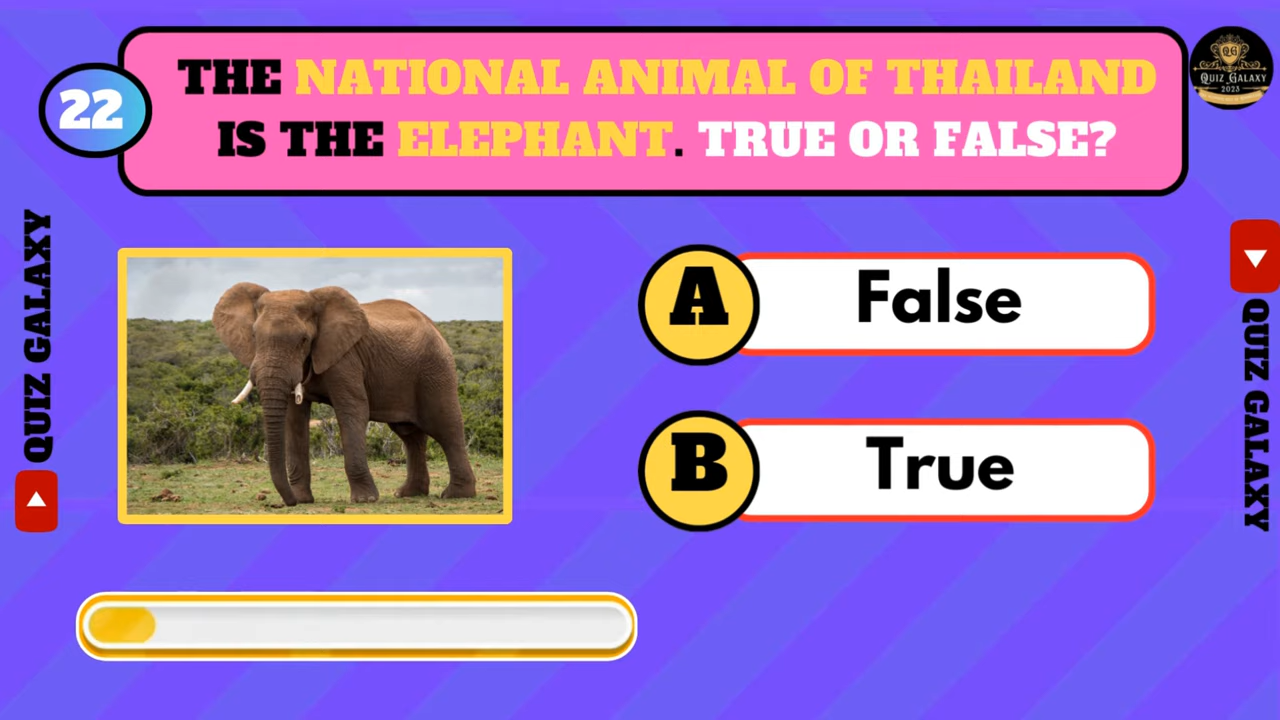 22
THE NATIONAL ANIMAL OF THAILAND
IS THE ELEPHANT. TRUE OR FALSE?
QG
QUIZ GALAXY
2023
QUIZ GALAXY
A False
B True
QUIZ GALAXY